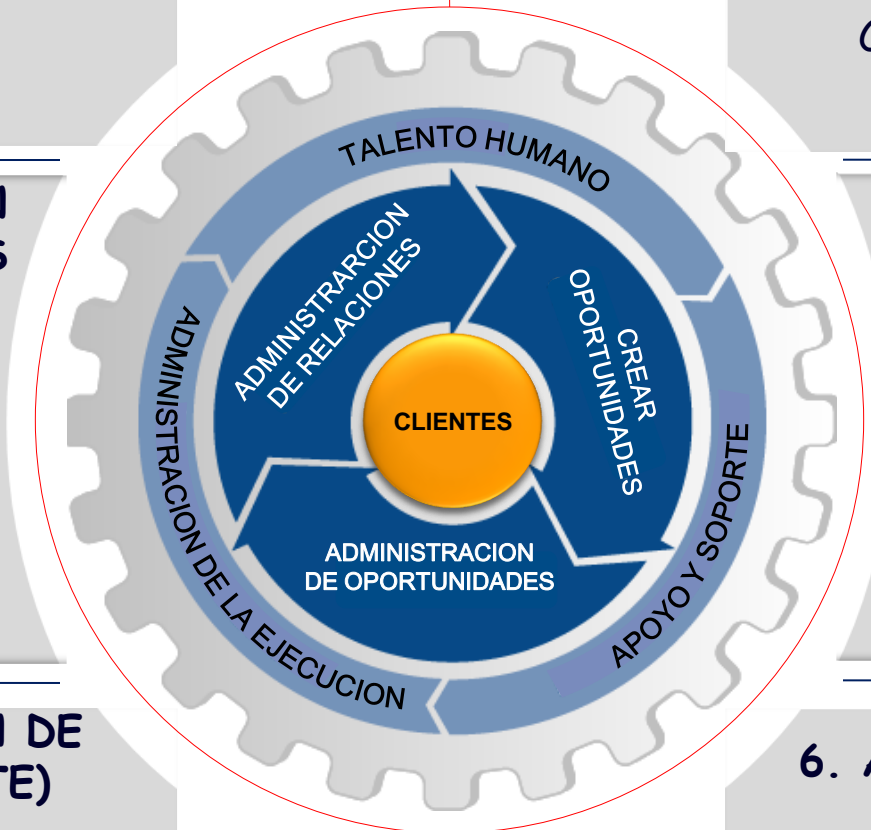 TALENTO HUMANO
ADMINISTRARCION
DE RELACIONES
CREAR
OPORTUNIDADES
CLIENTES
ADMINISTRACION
DE OPORTUNIDADES
ADMINISTRACION DE LA EJECUCION
APOYO Y SOPORTE
DE
6.